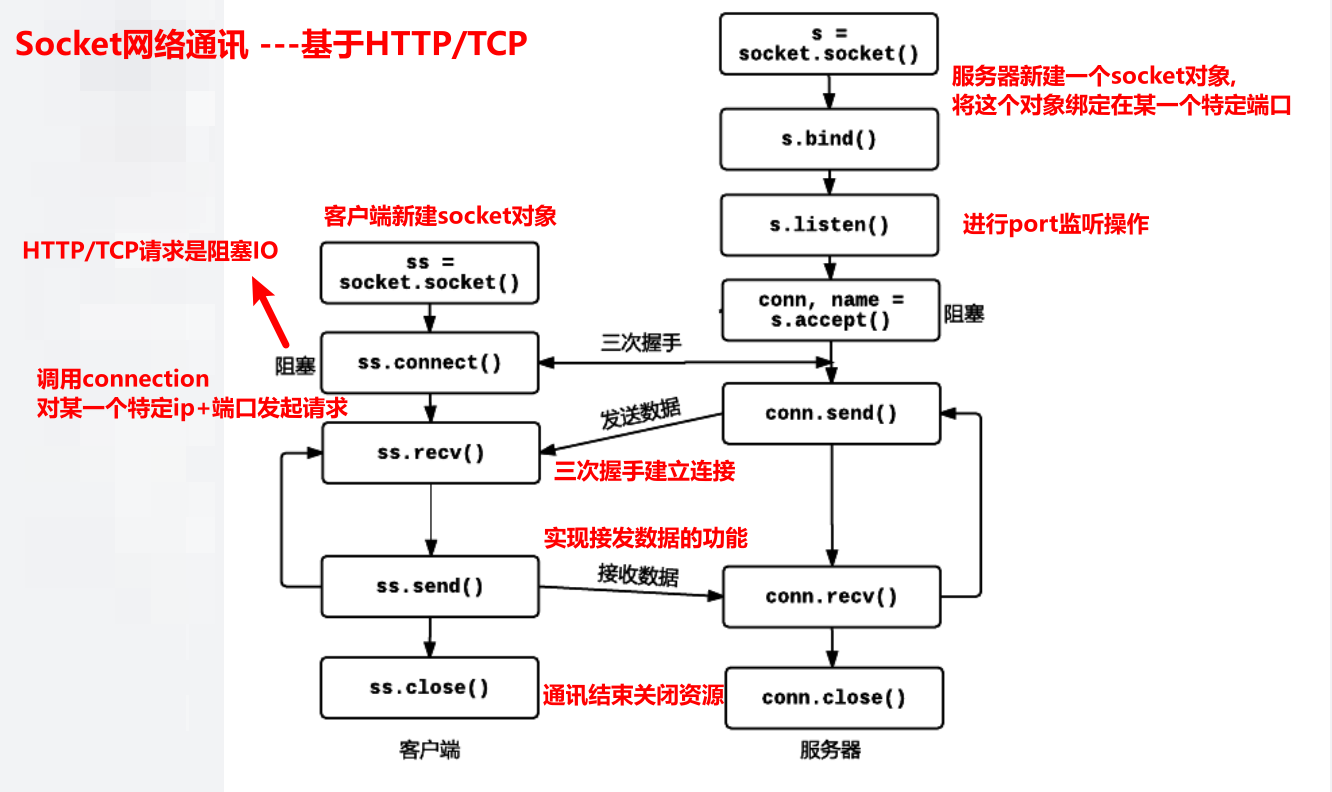 Socket网络通讯 ---基于HTTP/TCP
s =
socket.socket()
服务器新建一个socket对象,
将这个对象绑定在某一个特定端口
s.bind()
s.listen()
进行port监听操作
客户端新建socket对象
HTTP/TCP请求是阻塞IO
ss =
socket.socket()
conn, name =
s.accept()
阻塞
三次握手
阻塞
ss.connect()
调用connection
对某一个特定ip+端口发起请求
发送数据
conn.send()
ss.recv()
三次握手建立连接
实现接发数据的功能
接收数据
ss.send()
conn.recv()
ss.close()
通讯结束关闭资源
conn.close()
客户端
服务器